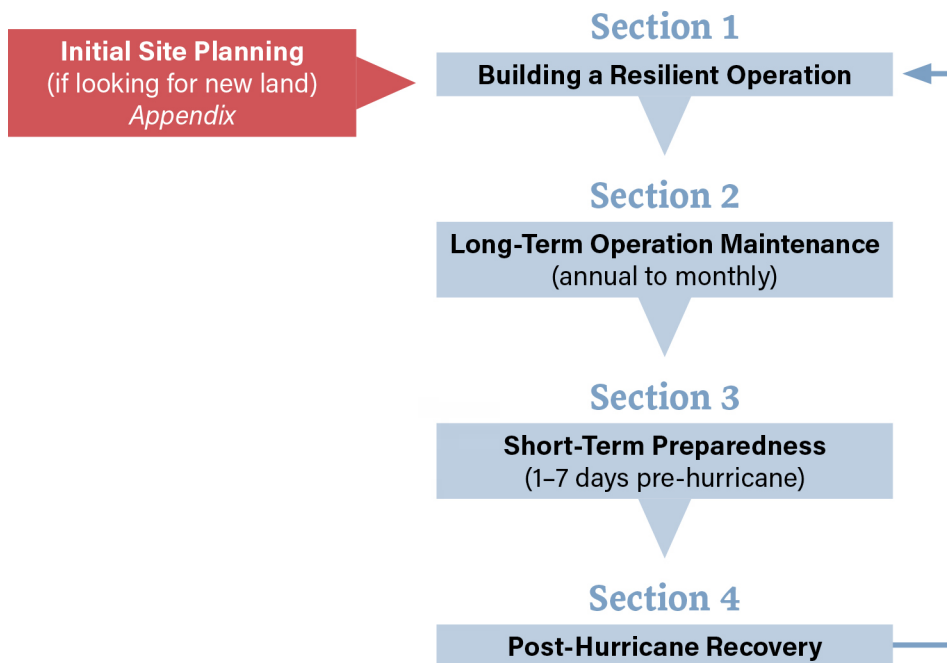 Initial Site Planning
(if looking for new land)
Appendix
Section 1
Building a Resilient Operation
Section 2
Long-Term Operation Maintenance
(annual to monthly)
Section 3
Short-Term Preparedness
(1–7 days pre-hurricane)
Section 4
Post-Hurricane Recovery